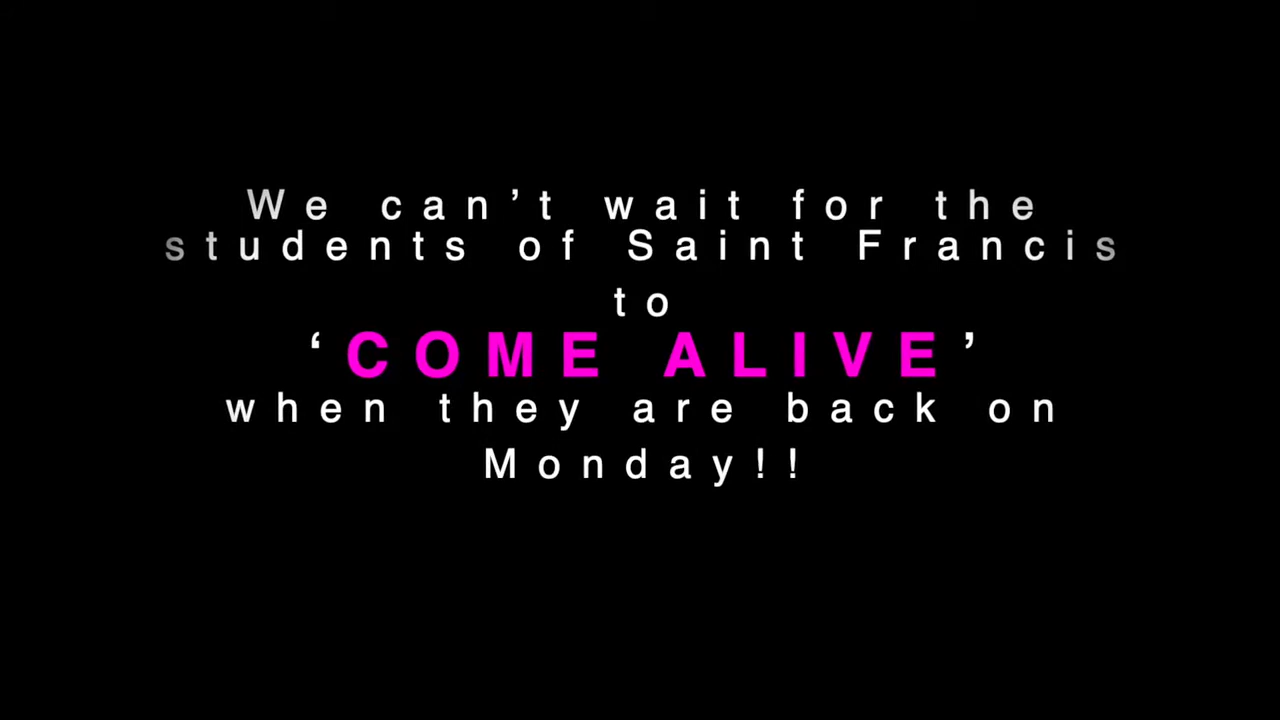 We can’t wait for the
students of Saint Francis
to
‘COME ALIVE’
when they are back on
Monday!!